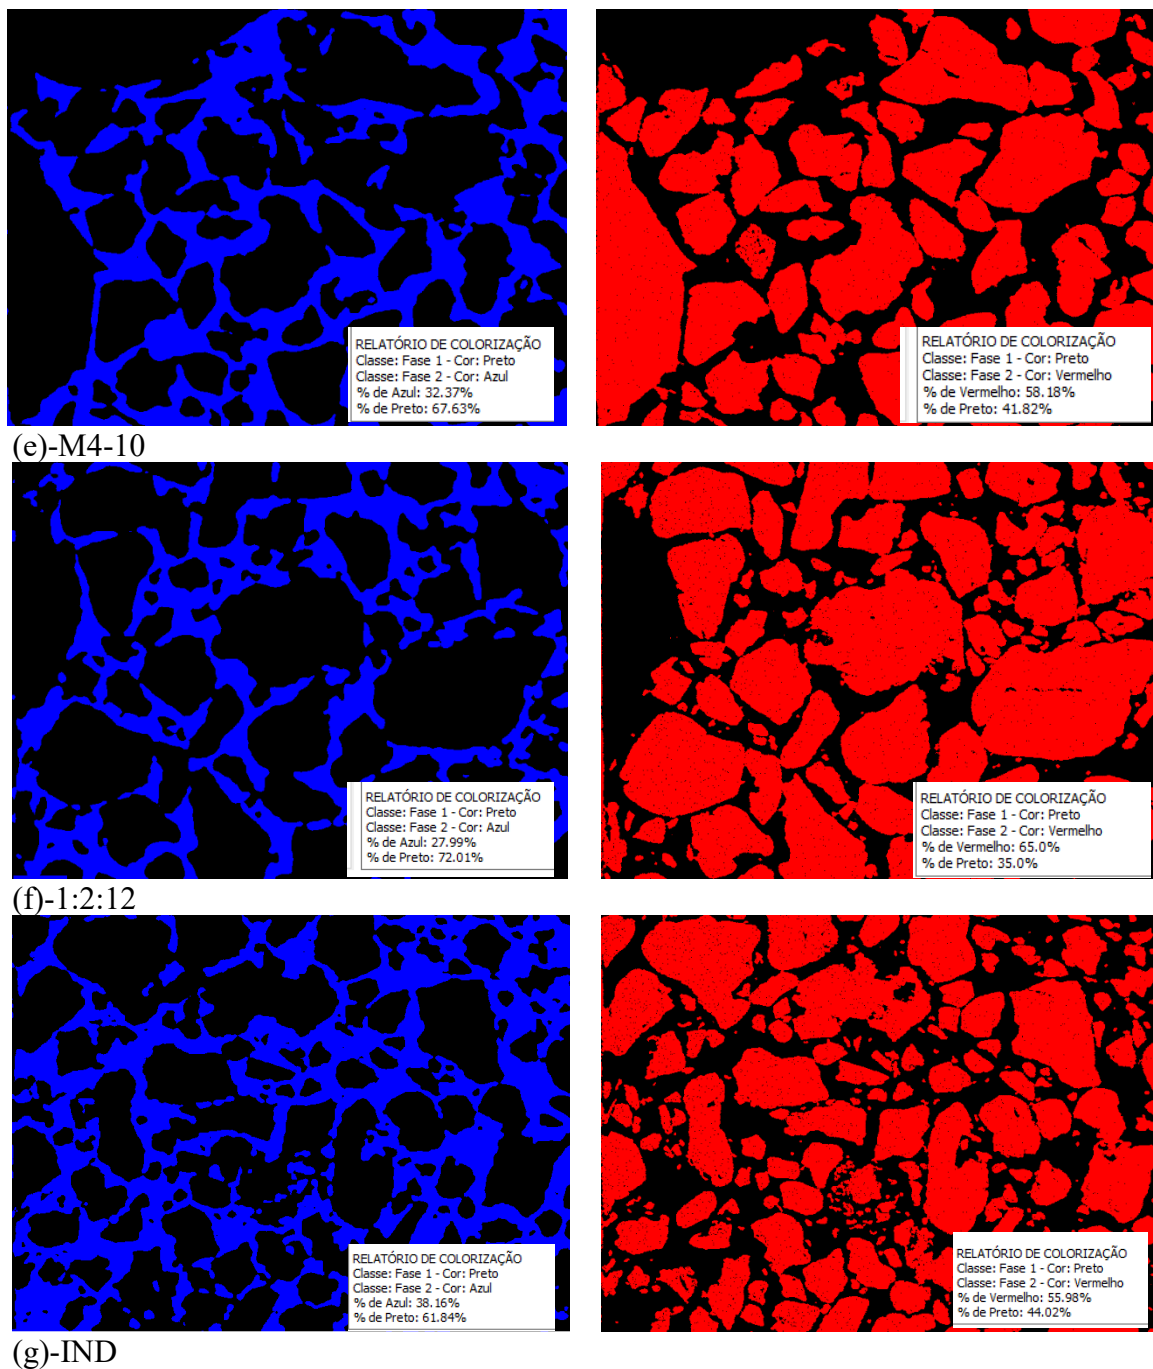 RELATÓRIO DE COLORIZAÇÃO
Classe: Fase 1 - Cor: Preto
Classe: Fase 2 - Cor: Azul
% de Azul: 32.37%
% de Preto: 67.63%
RELATÓRIO DE COLORIZAÇÃO
Classe: Fase 1 - Cor: Preto
Classe: Fase 2 - Cor: Vermelho
% de Vermelho: 58.18%
% de Preto: 41.82%
(e)-M4-10
RELATÓRIO DE COLORIZAÇÃO
Classe: Fase 1 - Cor: Preto
Classe: Fase 2 - Cor: Azul
% de Azul: 27.99%
% de Preto: 72.01%
RELATÓRIO DE COLORIZAÇÃO
Classe: Fase 1 - Cor: Preto
Classe: Fase 2 - Cor: Vermelho
% de Vermelho: 65.0%
% de Preto: 35.0%
(f)-1:2:12
RELATÓRIO DE COLORIZAÇÃO
Classe: Fase 1 - Cor: Preto
Classe: Fase 2 - Cor: Azul
% de Azul: 38.16%
% de Preto: 61.84%
RELATÓRIO DE COLORIZAÇÃO
Classe: Fase 1 - Cor: Preto
Classe: Fase 2 - Cor: Vermelho
% de Vermelho: 55.98%
% de Preto: 44.02%
(g)-IND